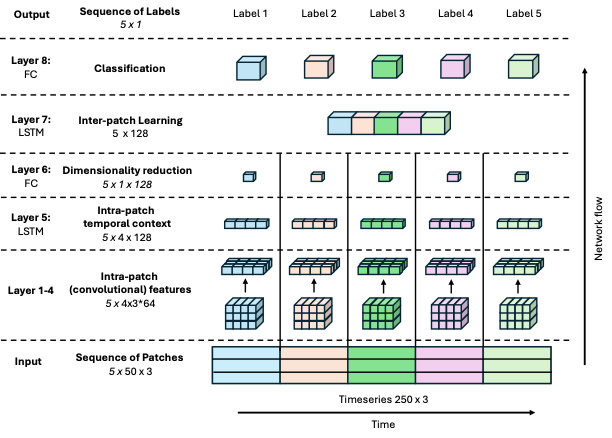 Output
Sequence of Labels
5 x 1
Label 1
Label 2
Label 3
Label 4
Label 5
Layer 8:
FC
Classification
Layer 7:
LSTM
Inter-patch Learning
5 x 128
Layer 6:
FC
Dimensionality reduction
5 x 1 x 128
Layer 5:
LSTM
Intra-patch
temporal context
5 x 4 x 128
Layer 1-4
Intra-patch
(convolutional) features
5 x 4x3*64
Input
Sequence of Patches
5 x 50 x 3
Timeseries 250 x 3
Time
Network flow